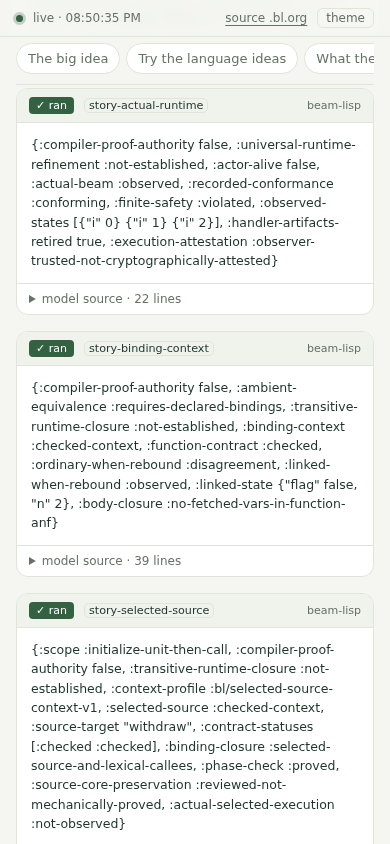 live · 08:50:35 PM
source .bl.org
theme
The big idea
Try the language ideas
What the
✓ ran
story-actual-runtime
beam-lisp
{:compiler-proof-authority false, :universal-runtime-
refinement :not-established, :actor-alive false,
:actual-beam :observed, :recorded-conformance
:conforming, :finite-safety :violated, :observed-
states [{"i" 0} {"i" 1} {"i" 2}], :handler-artifacts-
retired true, :execution-attestation :observer-
trusted-not-cryptographically-attested}
model source · 22 lines
✓ ran
story-binding-context
beam-lisp
{:compiler-proof-authority false, :ambient-
equivalence :requires-declared-bindings, :transitive-
runtime-closure :not-established, :binding-context
:checked-context, :function-contract :checked,
:ordinary-when-rebound :disagreement, :linked-
when-rebound :observed, :linked-state {"flag" false,
"n" 2}, :body-closure :no-fetched-vars-in-function-
anf}
model source · 39 lines
✓ ran
story-selected-source
beam-lisp
{:scope :initialize-unit-then-call, :compiler-proof-
authority false, :transitive-runtime-closure :not-
established, :context-profile :bl/selected-source-
context-v1, :selected-source :checked-context,
:source-target "withdraw", :contract-statuses
[:checked :checked], :binding-closure :selected-
source-and-lexical-callees, :phase-check :proved,
:source-core-preservation :reviewed-not-
mechanically-proved, :actual-selected-execution
:not-observed}